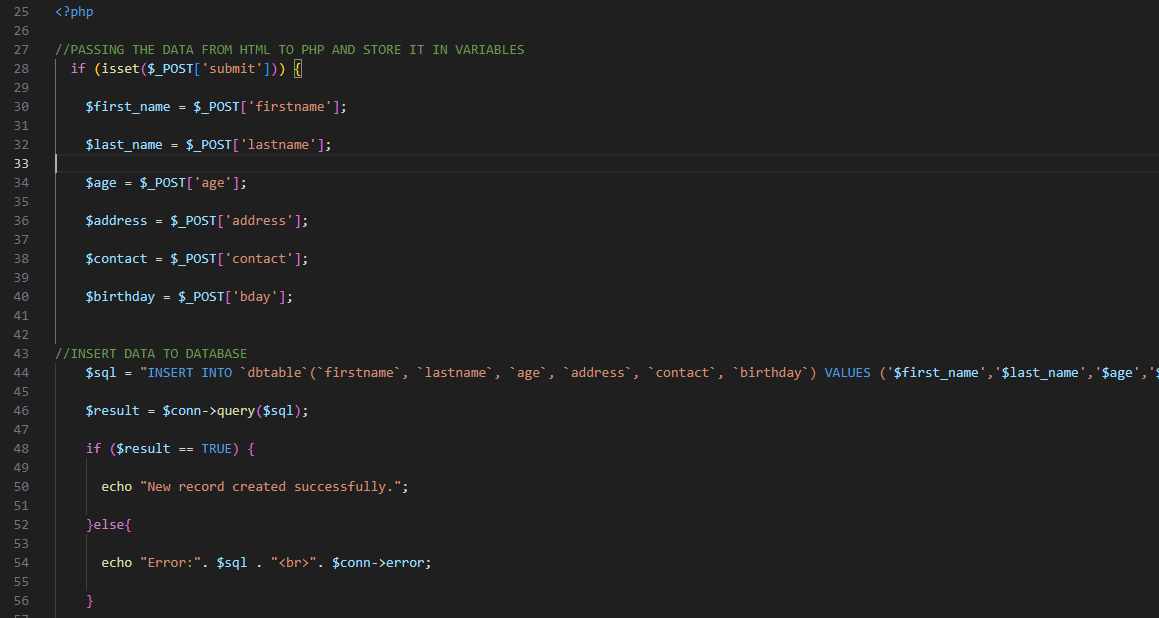 25 <?php
26
27 //PASSING THE DATA FROM HTML TO PHP AND STORE IT IN VARIABLES
28 if (isset($_POST['submit'])) {
29
30 $first_name = $_POST['firstname'];
31
32 $last_name = $_POST['lastname'];
33
34 $age = $_POST['age'];
35
36 $address = $_POST['address'];
37
38 $contact = $_POST['contact'];
39
40 $birthday = $_POST['bday'];
41
42
43 //INSERT DATA TO DATABASE
44 $sql = "INSERT INTO `dbtable`(`firstname`, `lastname`, `age`, `address`, `contact`, `birthday`) VALUES ('$first_name','$last_name','$age','$
45
46 $result = $conn->query($sql);
47
48 if ($result == TRUE) {
49
50 echo "New record created successfully.";
51
52 }else{
53
54 echo "Error:". $sql . "<br>". $conn->error;
55
56 }